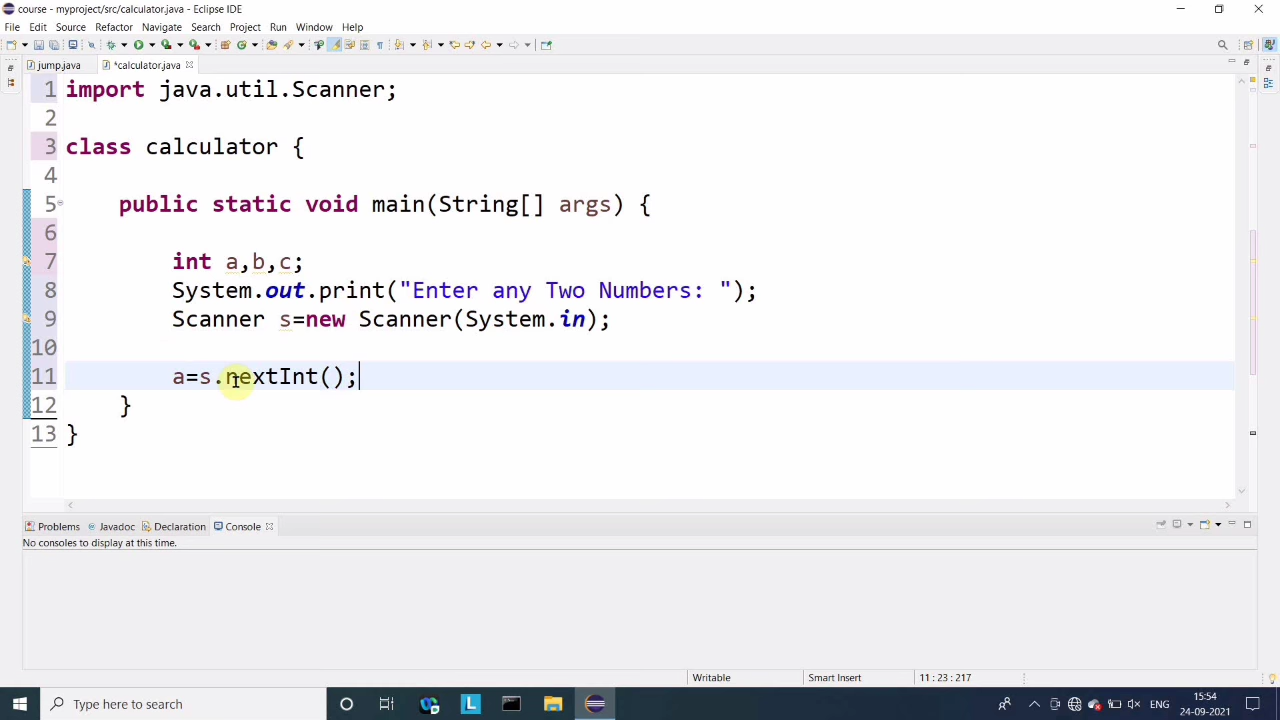 course - myproject/src/calculator.java - Eclipse IDE
File Edit Source Refactor Navigate Search Project Run Window Help
jump.java *calculator.java
1 import java.util.Scanner;
2
3 class calculator {
4
5 public static void main(String[] args) {
6
7 int a,b,c;
8 System.out.print("Enter any Two Numbers: ");
9 Scanner s=new Scanner(System.in);
10
11 a=s.nextInt();
12 }
13 }
Problems Javadoc Declaration Console
No consoles to display at this time.
Writable Smart Insert 11 : 23 : 217
Type here to search
L
ENG
15:54
24-09-2021